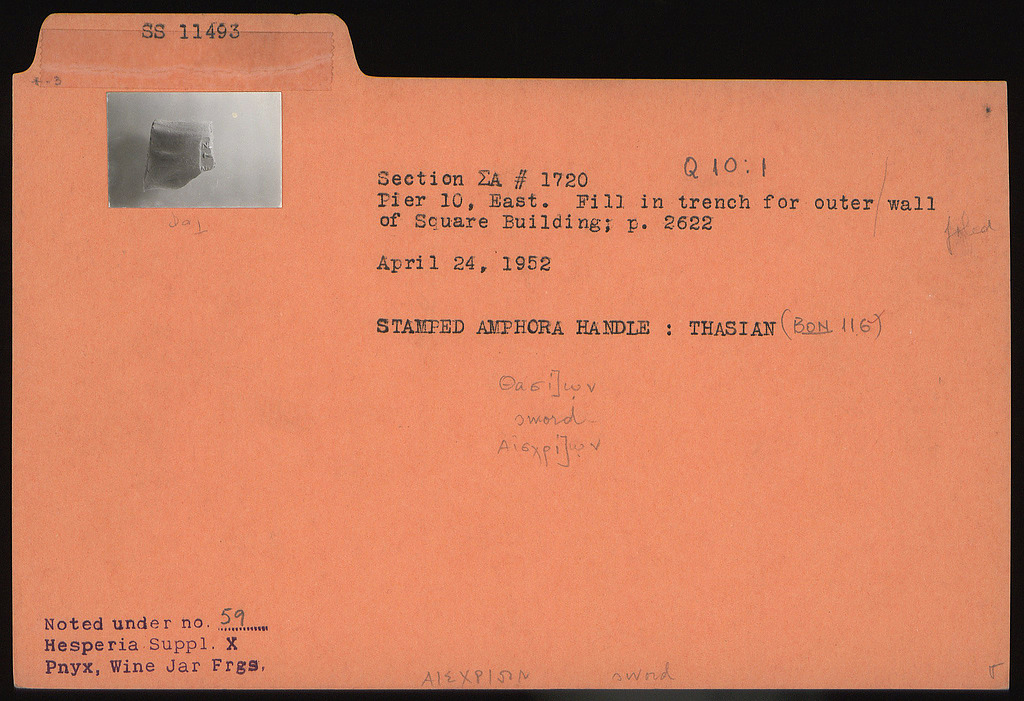 SS 11493
Q 10:1
Section ΣΑ # 1720
Pier 10, East. Fill in trench for outer / wall
of Square Building; p. 2622
April 24, 1952
STAMPED AMPHORA HANDLE : THASIAN (BON 116)
Θασί]ων
sword
Αἰσχρί]ων
Noted under no. 59
Hesperia Suppl. X
Pnyx, Wine Jar Frgs.
sword